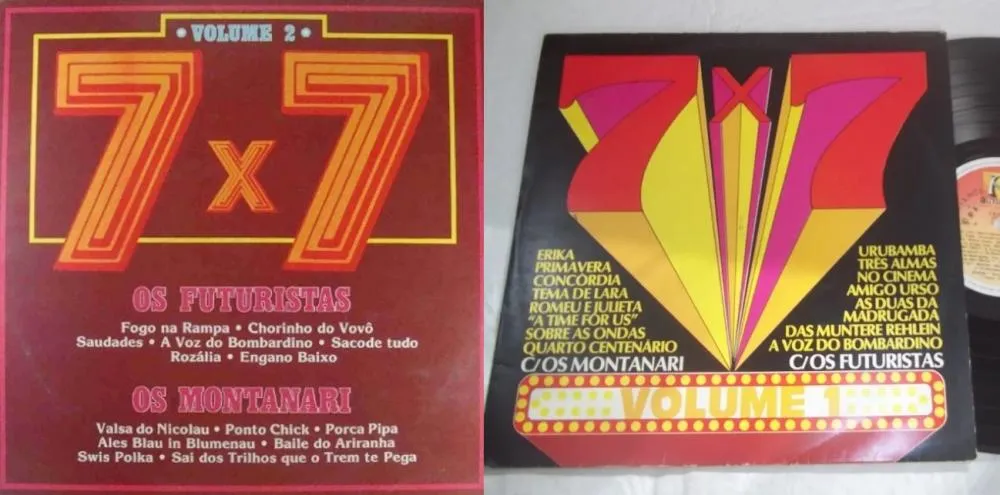 • VOLUME 2 •
7 x 7
OS FUTURISTAS
Fogo na Rampa • Chorinho do Vovô
Saudades • A Voz do Bombardino • Sacode tudo
Rozália • Engano Baixo
OS MONTANARI
Valsa do Nicolau • Ponto Chick • Porca Pipa
Ales Blau in Blumenau • Baile do Ariranha
Swis Polka • Sai dos Trilhos que o Trem te Pega
7X7
ERIKA
PRIMAVERA
CONCÓRDIA
TEMA DE LARA
ROMEU E JULIETA
"A TIME FOR US"
SOBRE AS ONDAS
QUARTO CENTENÁRIO
C/OS MONTANARI
URUBAMBA
TRÊS ALMAS
NO CINEMA
AMIGO URSO
AS DUAS DA
MADRUGADA
DAS MUNTERE REHLEIN
A VOZ DO BOMBARDINO
C/OS FUTURISTAS
VOLUME 1